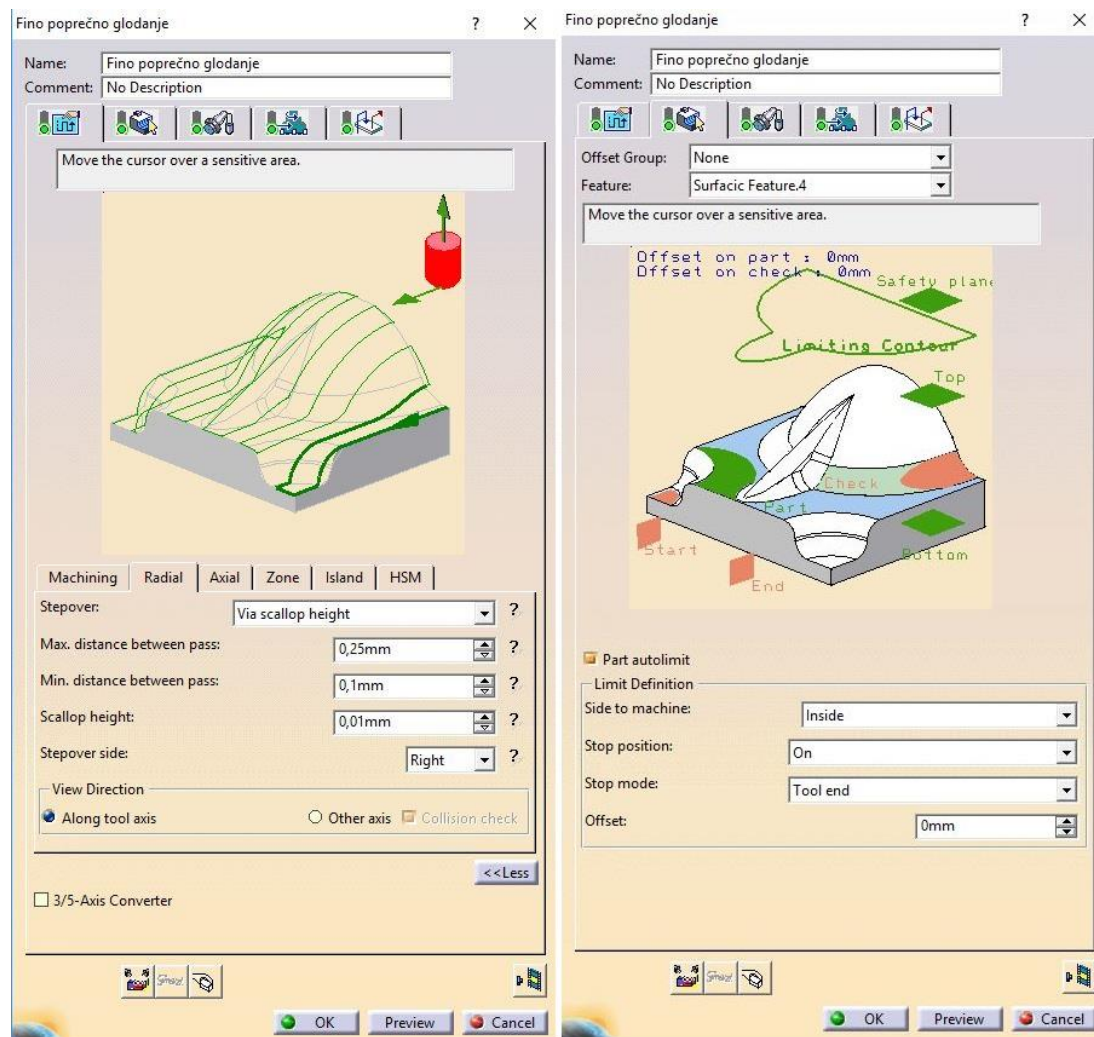 Fino poprečno glodanje ? ×
Name: Fino poprečno glodanje
Comment: No Description
Move the cursor over a sensitive area.
Machining Radial Axial Zone Island HSM
Stepover: Via scallop height ?
Max. distance between pass: 0,25mm ?
Min. distance between pass: 0,1mm ?
Scallop height: 0,01mm ?
Stepover side: Right ?
View Direction
Along tool axis Other axis Collision check
<<Less
3/5-Axis Converter
OK Preview Cancel
Fino poprečno glodanje ? ×
Name: Fino poprečno glodanje
Comment: No Description
Offset Group: None
Feature: Surfacic Feature.4
Move the cursor over a sensitive area.
Offset on part : 0mm
Offset on check : 0mm
Safety plane
Limiting Contour
Top
Check
Part
Start
Bottom
End
Part autolimit
Limit Definition
Side to machine: Inside
Stop position: On
Stop mode: Tool end
Offset: 0mm
OK Preview Cancel